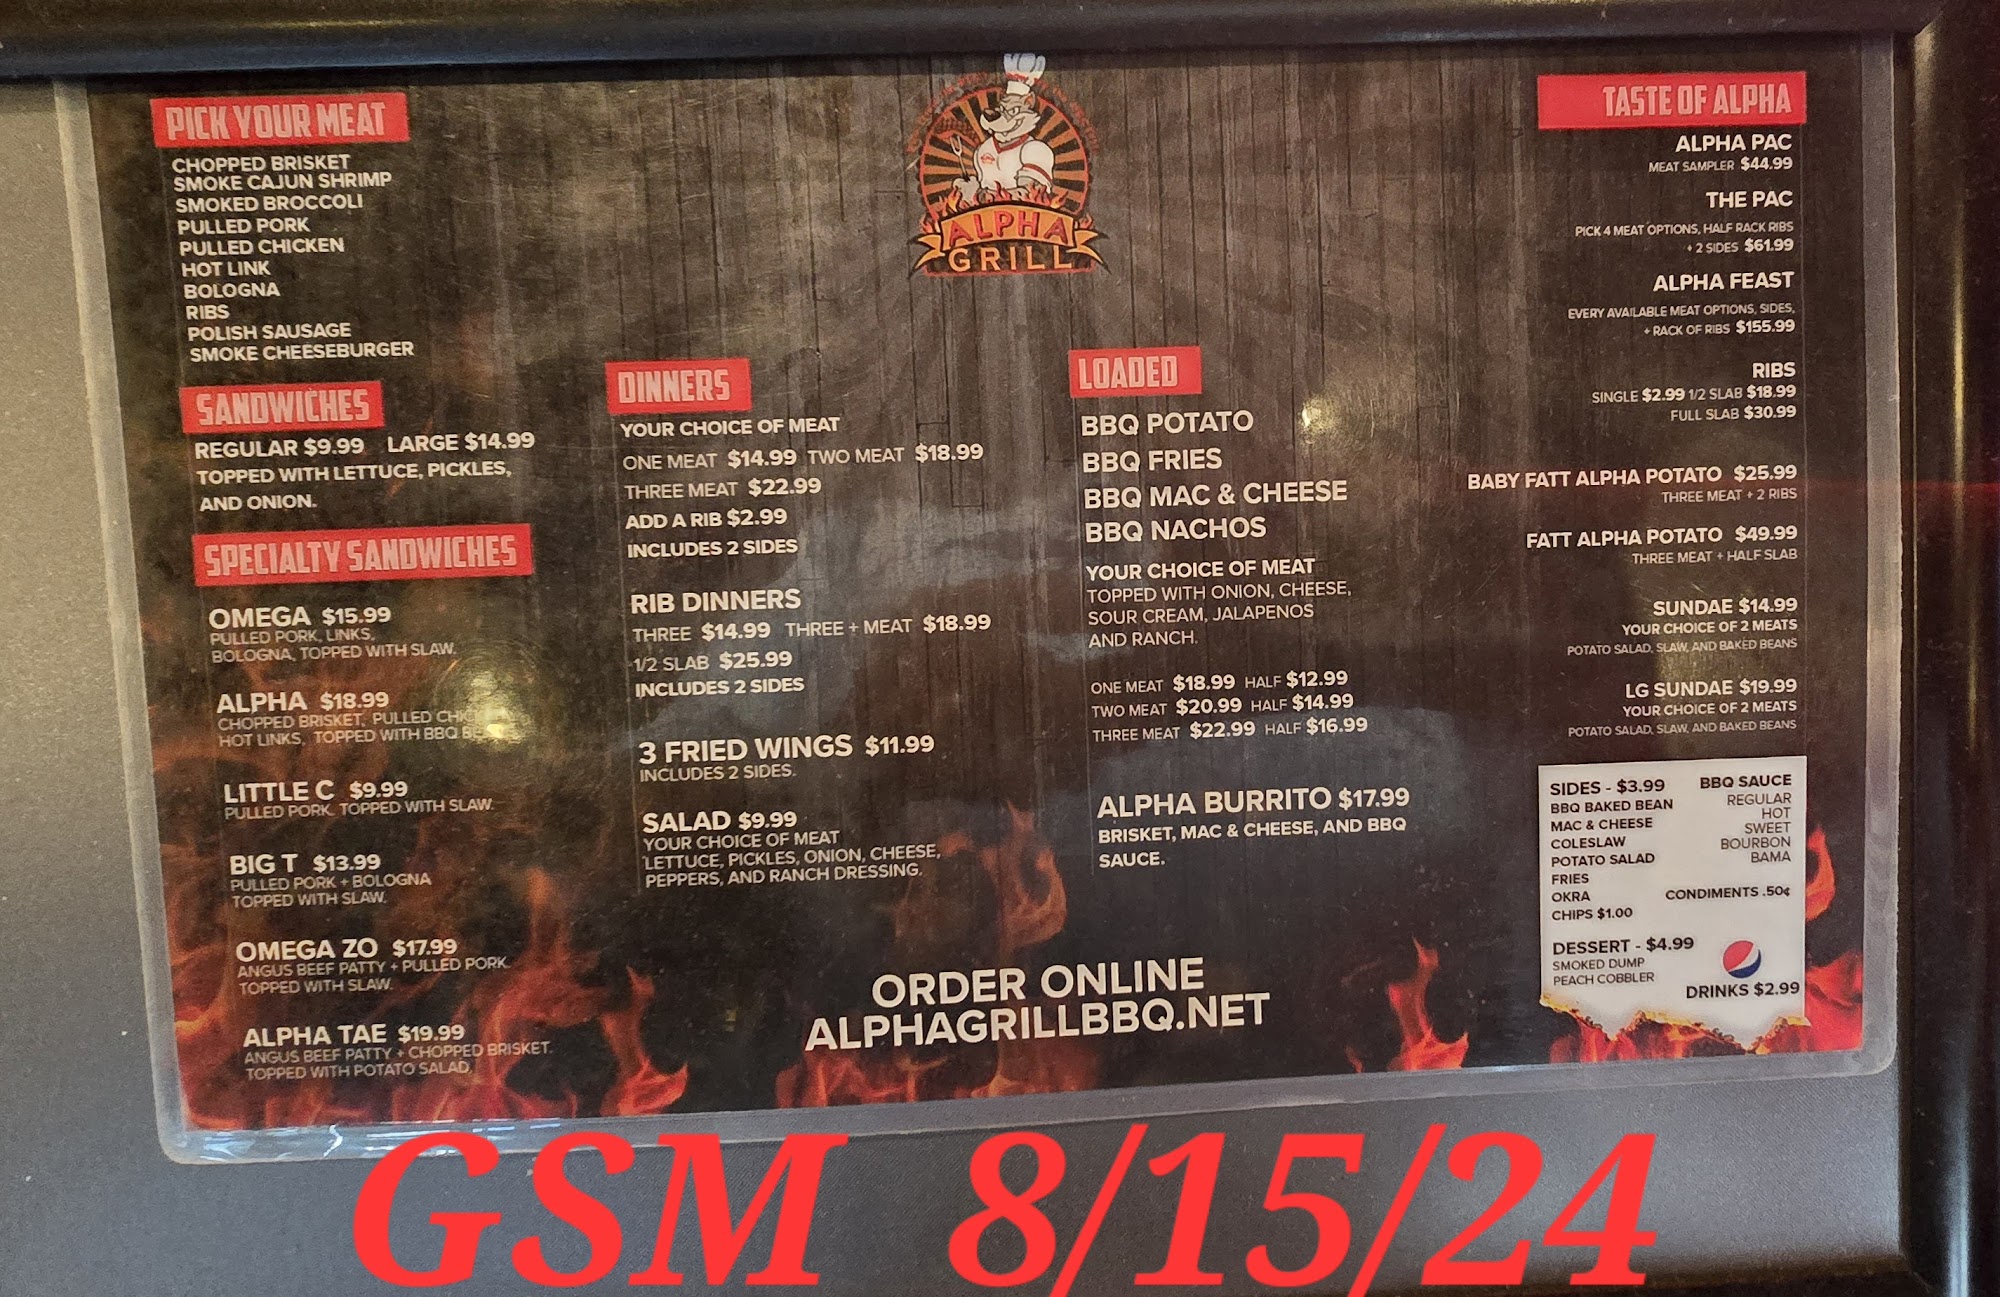 PICK YOUR MEAT
CHOPPED BRISKET
SMOKE CAJUN SHRIMP
SMOKED BROCCOLI
PULLED PORK
PULLED CHICKEN
HOT LINK
BOLOGNA
RIBS
POLISH SAUSAGE
SMOKE CHEESEBURGER
SANDWICHES
REGULAR $9.99 LARGE $14.99
TOPPED WITH LETTUCE, PICKLES,
AND ONION.
SPECIALTY SANDWICHES
OMEGA $15.99
PULLED PORK, LINKS,
BOLOGNA, TOPPED WITH SLAW.
ALPHA $18.99
CHOPPED BRISKET, PULLED
HOT LINKS, TOPPED WITH BBQ
LITTLE C $9.99
PULLED PORK, TOPPED WITH SLAW.
BIG T $13.99
PULLED PORK + BOLOGNA
TOPPED WITH SLAW.
OMEGA ZO $17.99
ANGUS BEEF PATTY + PULLED PORK.
TOPPED WITH SLAW.
ALPHA TAE $19.99
ANGUS BEEF PATTY + CHOPPED BRISKET.
TOPPED WITH POTATO SALAD.
ALPHA
GRILL
DINNERS
YOUR CHOICE OF MEAT
ONE MEAT $14.99 TWO MEAT $18.99
THREE MEAT $22.99
ADD A RIB $2.99
INCLUDES 2 SIDES
RIB DINNERS
THREE $14.99 THREE + MEAT $18.99
1/2 SLAB $25.99
INCLUDES 2 SIDES
3 FRIED WINGS $11.99
INCLUDES 2 SIDES.
SALAD $9.99
YOUR CHOICE OF MEAT
LETTUCE, PICKLES, ONION, CHEESE,
PEPPERS, AND RANCH DRESSING.
LOADED
BBQ POTATO
BBQ FRIES
BBQ MAC & CHEESE
BBQ NACHOS
YOUR CHOICE OF MEAT
TOPPED WITH ONION, CHEESE,
SOUR CREAM, JALAPENOS
AND RANCH.
ONE MEAT $18.99 HALF $12.99
TWO MEAT $20.99 HALF $14.99
THREE MEAT $22.99 HALF $16.99
ALPHA BURRITO $17.99
BRISKET, MAC & CHEESE, AND BBQ
SAUCE.
ORDER ONLINE
ALPHAGRILLBBQ.NET
TASTE OF ALPHA
ALPHA PAC
MEAT SAMPLER $44.99
THE PAC
PICK 4 MEAT OPTIONS, HALF RACK RIBS
+ 2 SIDES $61.99
ALPHA FEAST
EVERY AVAILABLE MEAT OPTIONS, SIDES,
+ RACK OF RIBS $155.99
RIBS
SINGLE $2.99 1/2 SLAB $18.99
FULL SLAB $30.99
BABY FATT ALPHA POTATO $25.99
THREE MEAT + 2 RIBS
FATT ALPHA POTATO $49.99
THREE MEAT + HALF SLAB
SUNDAE $14.99
YOUR CHOICE OF 2 MEATS
POTATO SALAD, SLAW, AND BAKED BEANS
LG SUNDAE $19.99
YOUR CHOICE OF 2 MEATS
POTATO SALAD, SLAW, AND BAKED BEANS
SIDES - $3.99
BBQ BAKED BEAN
MAC & CHEESE
COLESLAW
POTATO SALAD
FRIES
OKRA
CHIPS $1.00
DESSERT - $4.99
SMOKED DUMP
PEACH COBBLER
BBQ SAUCE
REGULAR
HOT
SWEET
BOURBON
BAMA
CONDIMENTS .50¢
DRINKS $2.99
GSM 8/15/24